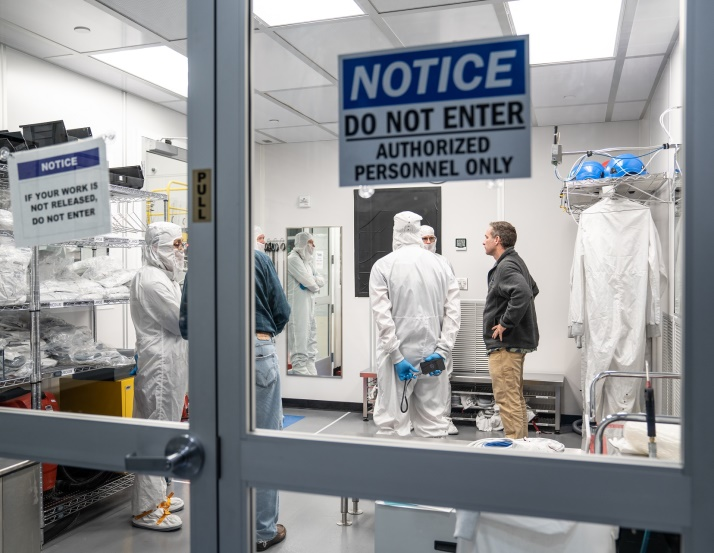 NOTICE
DO NOT ENTER
AUTHORIZED
PERSONNEL ONLY
NOTICE
IF YOUR WORK IS
NOT RELEASED,
DO NOT ENTER
PULL